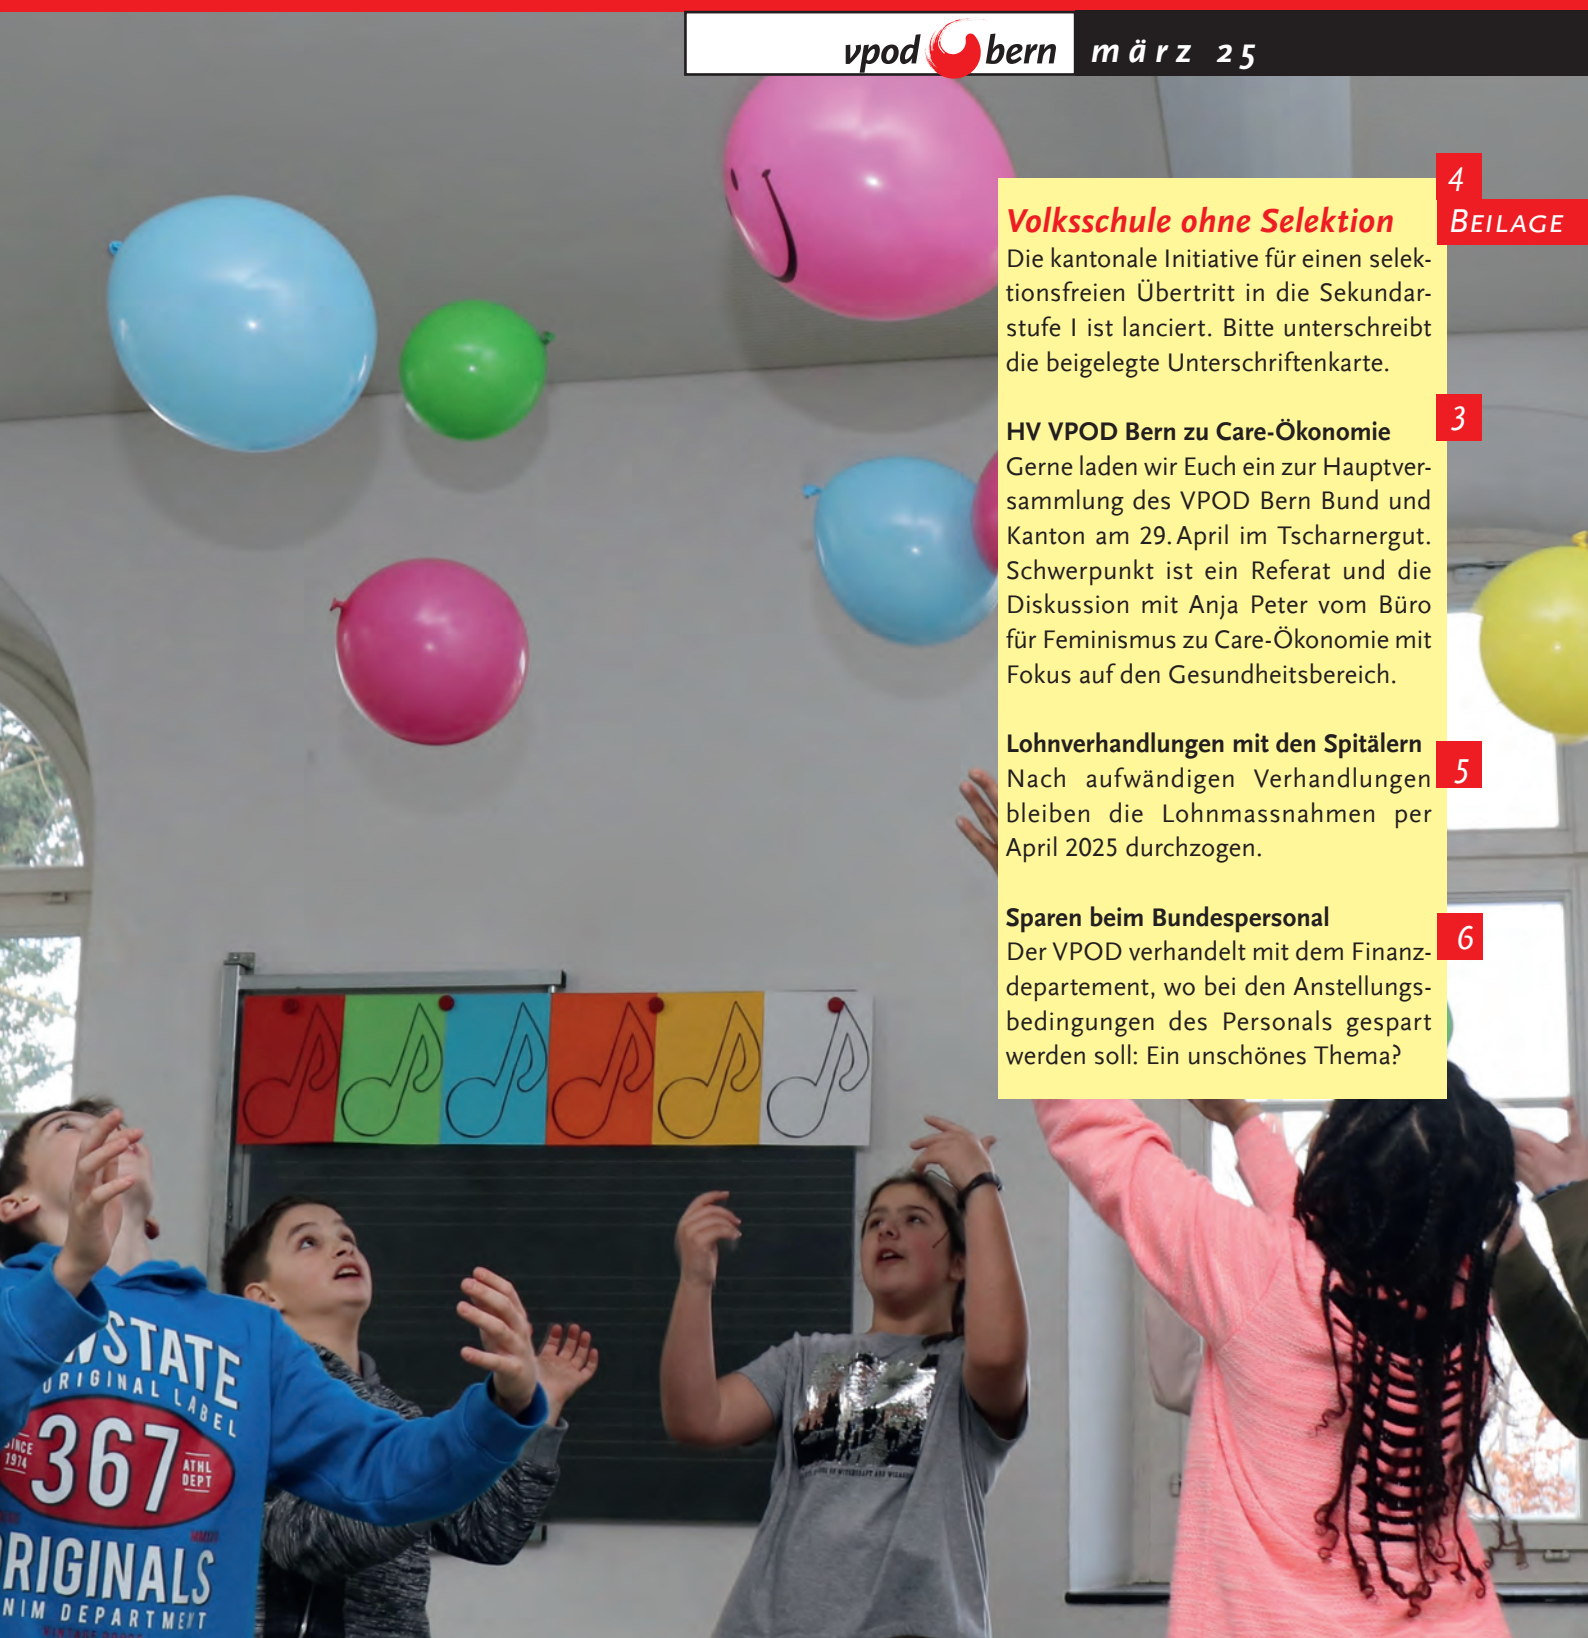 vpod bern märz 25
4
BEILAGE
Volksschule ohne Selektion
Die kantonale Initiative für einen selek-
tionsfreien Übertritt in die Sekundar-
stufe I ist lanciert. Bitte unterschreibt
die beigelegte Unterschriftenkarte.
3
HV VPOD Bern zu Care-Ökonomie
Gerne laden wir Euch ein zur Hauptver-
sammlung des VPOD Bern Bund und
Kanton am 29. April im Tscharnergut.
Schwerpunkt ist ein Referat und die
Diskussion mit Anja Peter vom Büro
für Feminismus zu Care-Ökonomie mit
Fokus auf den Gesundheitsbereich.
5
Lohnverhandlungen mit den Spitälern
Nach aufwändigen Verhandlungen
bleiben die Lohnmassnahmen per
April 2025 durchzogen.
6
Sparen beim Bundespersonal
Der VPOD verhandelt mit dem Finanz-
departement, wo bei den Anstellungs-
bedingungen des Personals gespart
werden soll: Ein unschönes Thema?
STATE
ORIGINAL LABEL
SINCE
1974
367
ATHL
DEPT
ORIGINALS
DEPARTMENT
OF WITCHCRAFT AND